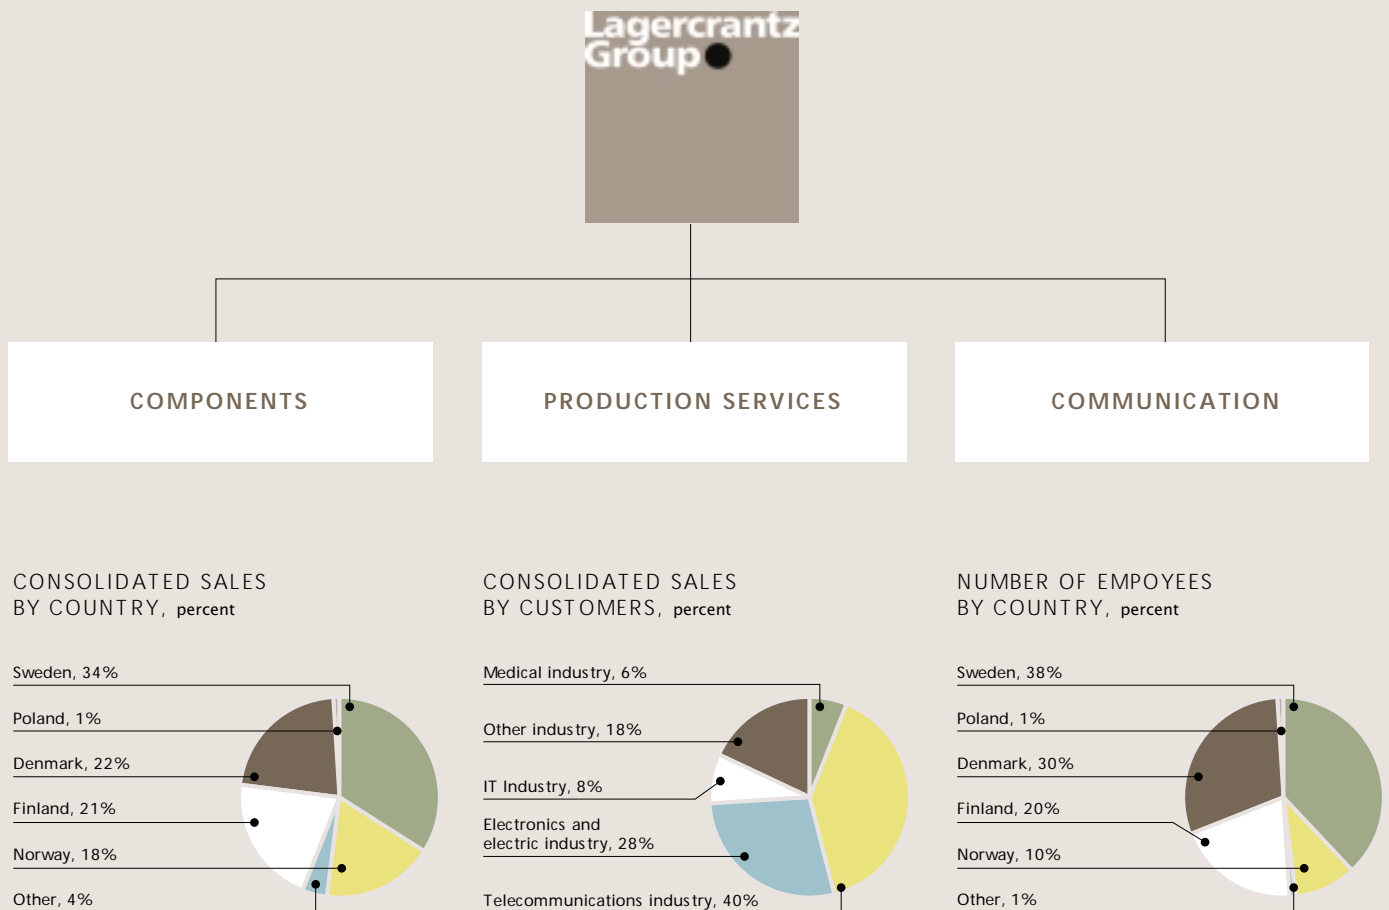 Lagercrantz
Group
COMPONENTS
PRODUCTION SERVICES
COMMUNICATION
CONSOLIDATED SALES
BY COUNTRY, percent
Sweden, 34%
Poland, 1%
Denmark, 22%
Finland, 21%
Norway, 18%
Other, 4%
CONSOLIDATED SALES
BY CUSTOMERS, percent
Medical industry, 6%
Other industry, 18%
IT Industry, 8%
Electronics and
electric industry, 28%
Telecommunications industry, 40%
NUMBER OF EMPOYEES
BY COUNTRY, percent
Sweden, 38%
Poland, 1%
Denmark, 30%
Finland, 20%
Norway, 10%
Other, 1%